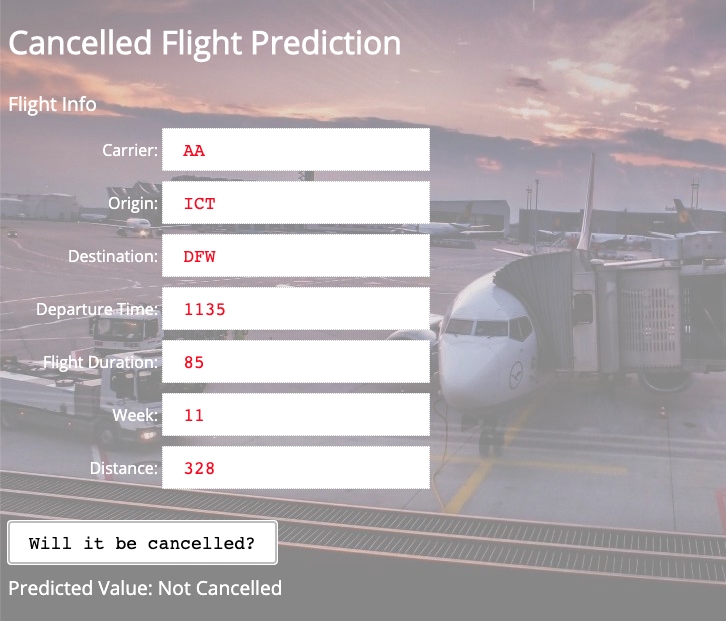 Cancelled Flight Prediction
Flight Info
Carrier: AA
Origin: ICT
Destination: DFW
Departure Time: 1135
Flight Duration: 85
Week: 11
Distance: 328
Will it be cancelled?
Predicted Value: Not Cancelled